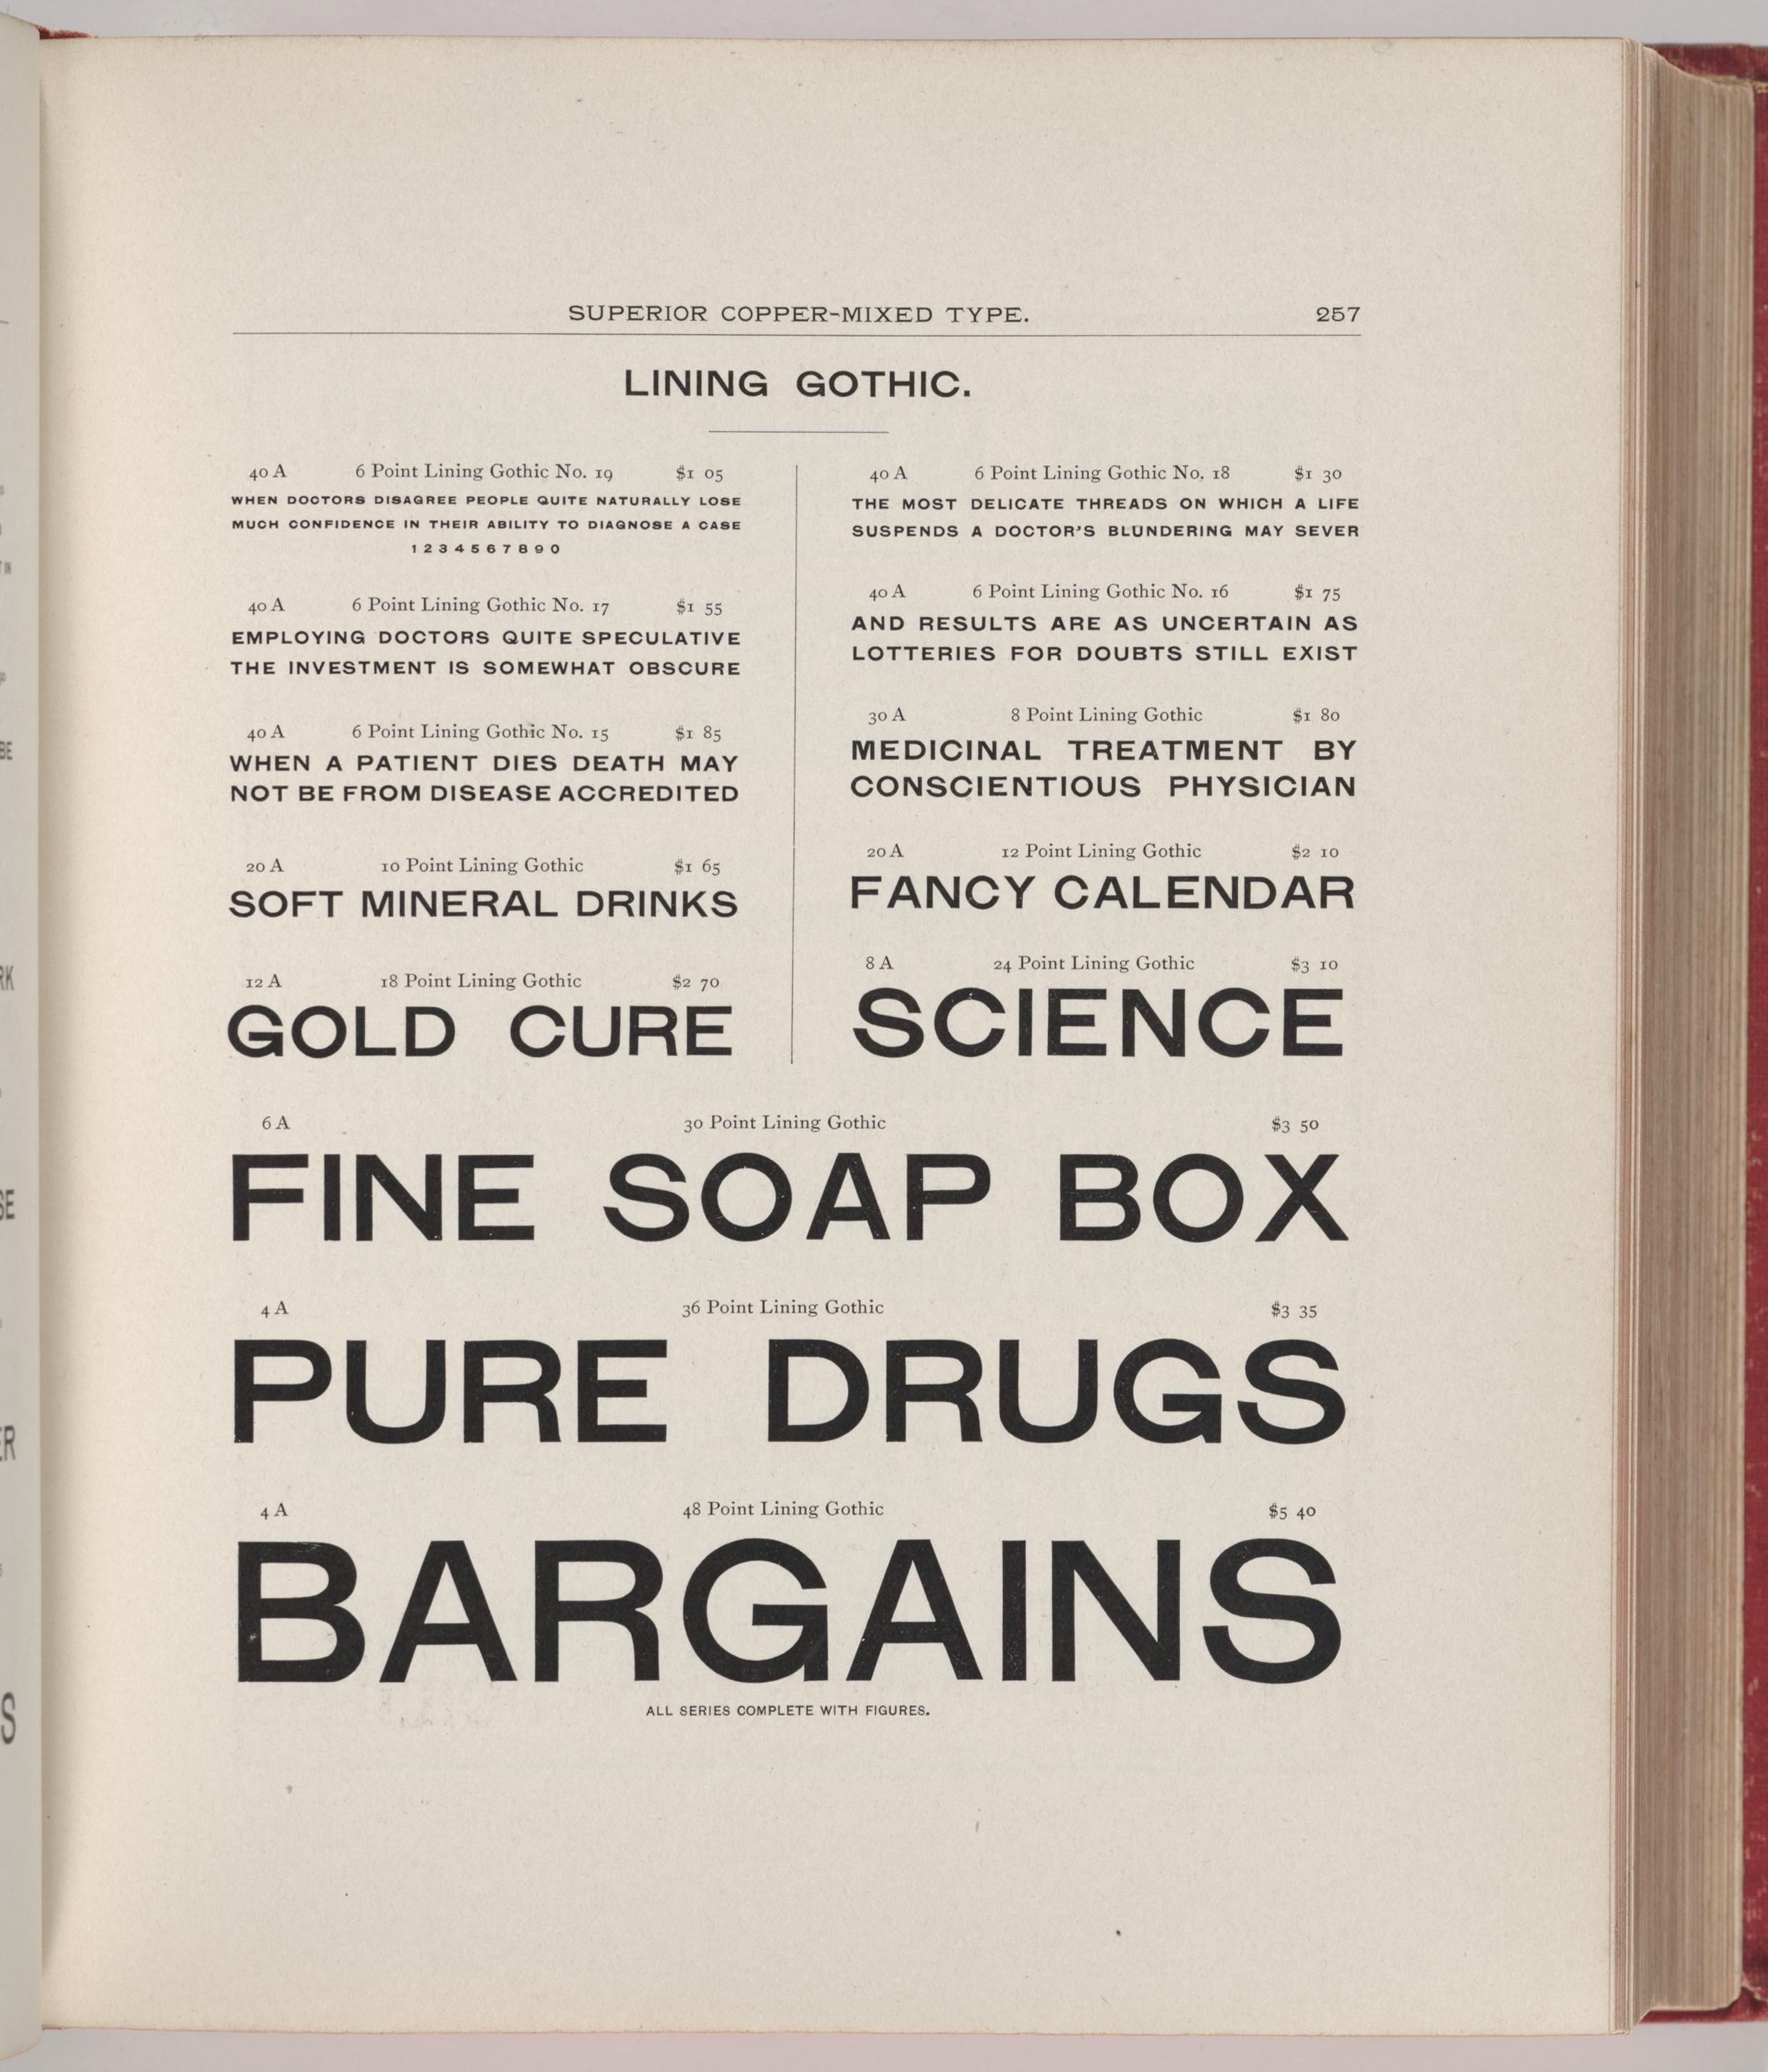 SUPERIOR COPPER-MIXED TYPE. 257
LINING GOTHIC.
40 A 6 Point Lining Gothic No. 19 $1 05
WHEN DOCTORS DISAGREE PEOPLE QUITE NATURALLY LOSE
MUCH CONFIDENCE IN THEIR ABILITY TO DIAGNOSE A CASE
1 2 3 4 5 6 7 8 9 0
40 A 6 Point Lining Gothic No. 17 $1 55
EMPLOYING DOCTORS QUITE SPECULATIVE
THE INVESTMENT IS SOMEWHAT OBSCURE
40 A 6 Point Lining Gothic No. 15 $1 85
WHEN A PATIENT DIES DEATH MAY
NOT BE FROM DISEASE ACCREDITED
20 A 10 Point Lining Gothic $1 65
SOFT MINERAL DRINKS
12 A 18 Point Lining Gothic $2 70
GOLD CURE
40 A 6 Point Lining Gothic No. 18 $1 30
THE MOST DELICATE THREADS ON WHICH A LIFE
SUSPENDS A DOCTOR'S BLUNDERING MAY SEVER
40 A 6 Point Lining Gothic No. 16 $1 75
AND RESULTS ARE AS UNCERTAIN AS
LOTTERIES FOR DOUBTS STILL EXIST
30 A 8 Point Lining Gothic $1 80
MEDICINAL TREATMENT BY
CONSCIENTIOUS PHYSICIAN
20 A 12 Point Lining Gothic $2 10
FANCY CALENDAR
8 A 24 Point Lining Gothic $3 10
SCIENCE
6 A 30 Point Lining Gothic $3 50
FINE SOAP BOX
4 A 36 Point Lining Gothic $3 35
PURE DRUGS
4 A 48 Point Lining Gothic $5 40
BARGAINS
ALL SERIES COMPLETE WITH FIGURES.